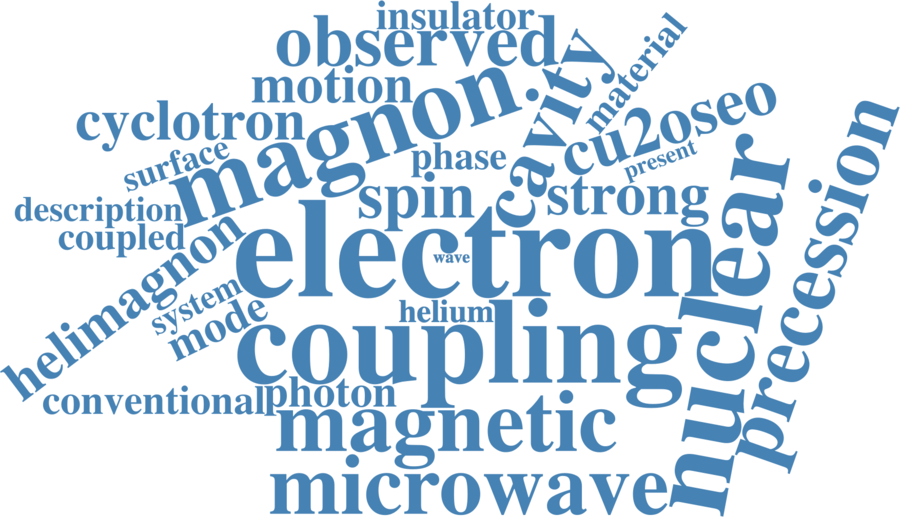 insulator
observed
motion
material
cyclotron
magnon
cavity
cu2oseo
surface
phase
present
description
spin
strong
coupled
electron
wave
nuclear
precession
helimagnon
system
mode
helium
coupling
conventional
photon
magnetic
microwave